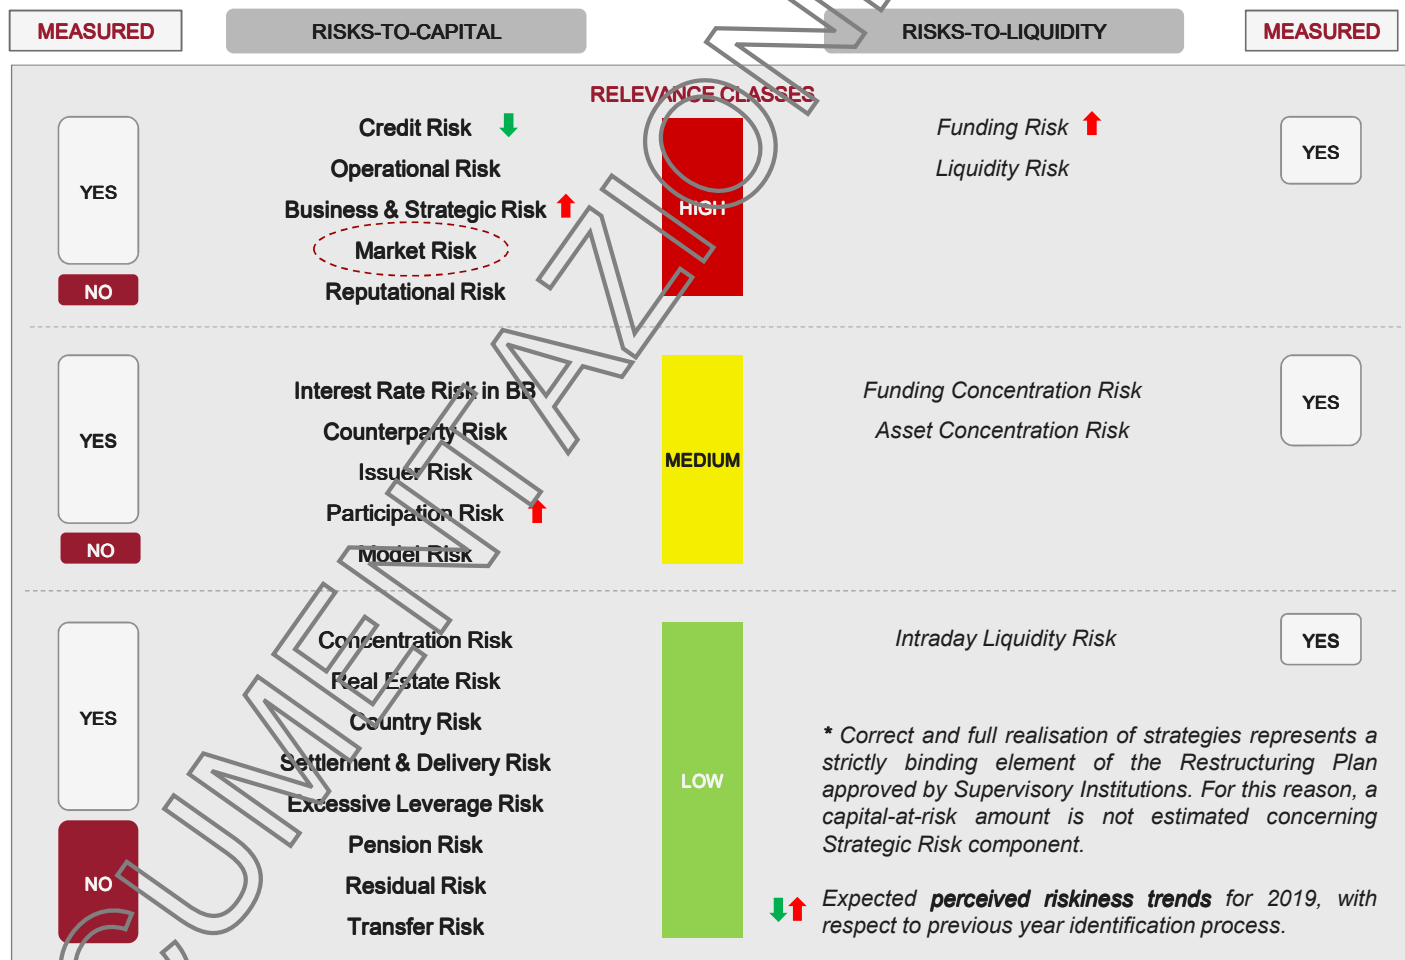 MEASURED
RISKS-TO-CAPITAL
RISKS-TO-LIQUIDITY
MEASURED
RELEVANCE CLASSES
YES
NO
Credit Risk
Operational Risk
Business & Strategic Risk
Market Risk
Reputational Risk
HIGH
Funding Risk
Liquidity Risk
YES
YES
NO
Interest Rate Risk in BB
Counterparty Risk
Issuer Risk
Participation Risk
Model Risk
MEDIUM
Funding Concentration Risk
Asset Concentration Risk
YES
YES
NO
Concentration Risk
Real Estate Risk
Country Risk
Settlement & Delivery Risk
Excessive Leverage Risk
Pension Risk
Residual Risk
Transfer Risk
LOW
Intraday Liquidity Risk
YES
* Correct and full realisation of strategies represents a
strictly binding element of the Restructuring Plan
approved by Supervisory Institutions. For this reason, a
capital-at-risk amount is not estimated concerning
Strategic Risk component.
Expected perceived riskiness trends for 2019, with
respect to previous year identification process.
CUMENTAZIONE